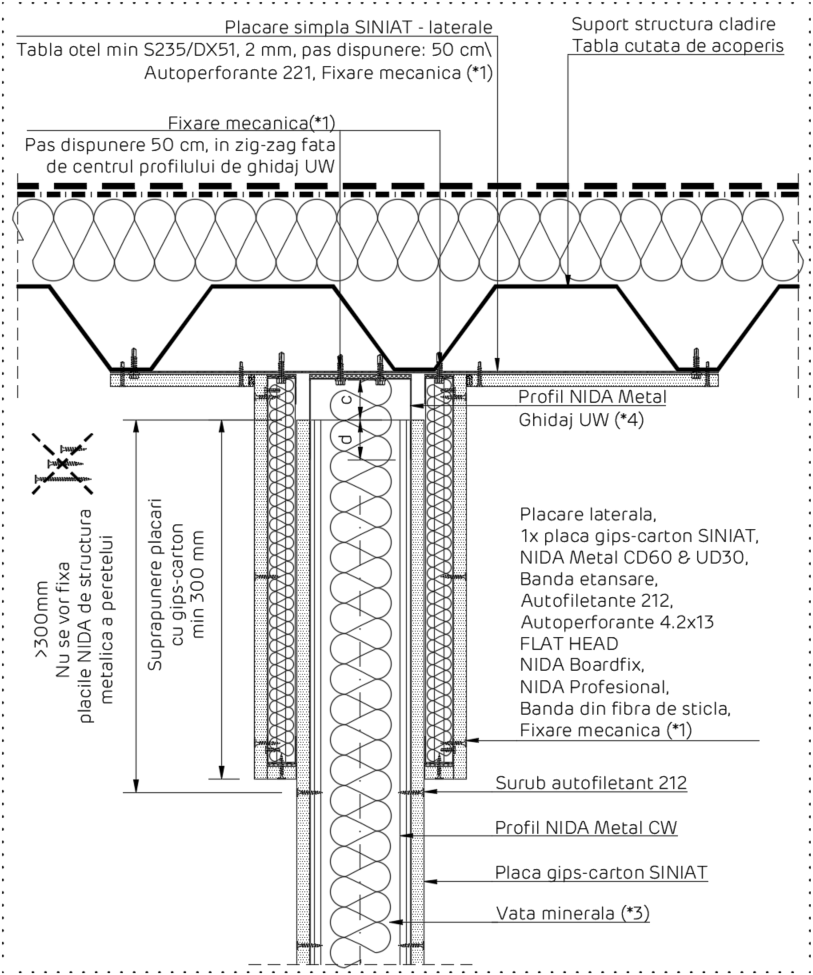 Placare simpla SINIAT - laterale
Tabla otel min S235/DX51, 2 mm, pas dispunere: 50 cm\
Autoperforante 221, Fixare mecanica (*1)
Suport structura cladire
Tabla cutata de acoperis
Fixare mecanica(*1)
Pas dispunere 50 cm, in zig-zag fata
de centrul profilului de ghidaj UW
c
d
Profil NIDA Metal
Ghidaj UW (*4)
>300mm
Nu se vor fixa
placile NIDA de structura
metalica a peretelui
Suprapunere placari
cu gips-carton
min 300 mm
Placare laterala,
1x placa gips-carton SINIAT,
NIDA Metal CD60 & UD30,
Banda etansare,
Autofiletante 212,
Autoperforante 4.2x13
FLAT HEAD
NIDA Boardfix,
NIDA Profesional,
Banda din fibra de sticla,
Fixare mecanica (*1)
Surub autofiletant 212
Profil NIDA Metal CW
Placa gips-carton SINIAT
Vata minerala (*3)